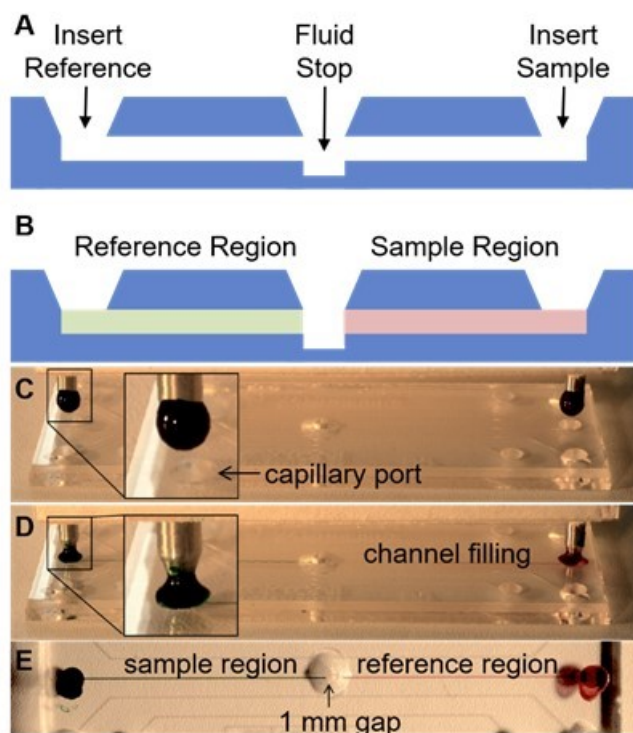 A
Insert
Reference
Fluid
Stop
Insert
Sample
B
Reference Region
Sample Region
C
capillary port
D
channel filling
E
sample region
reference region
1 mm gap